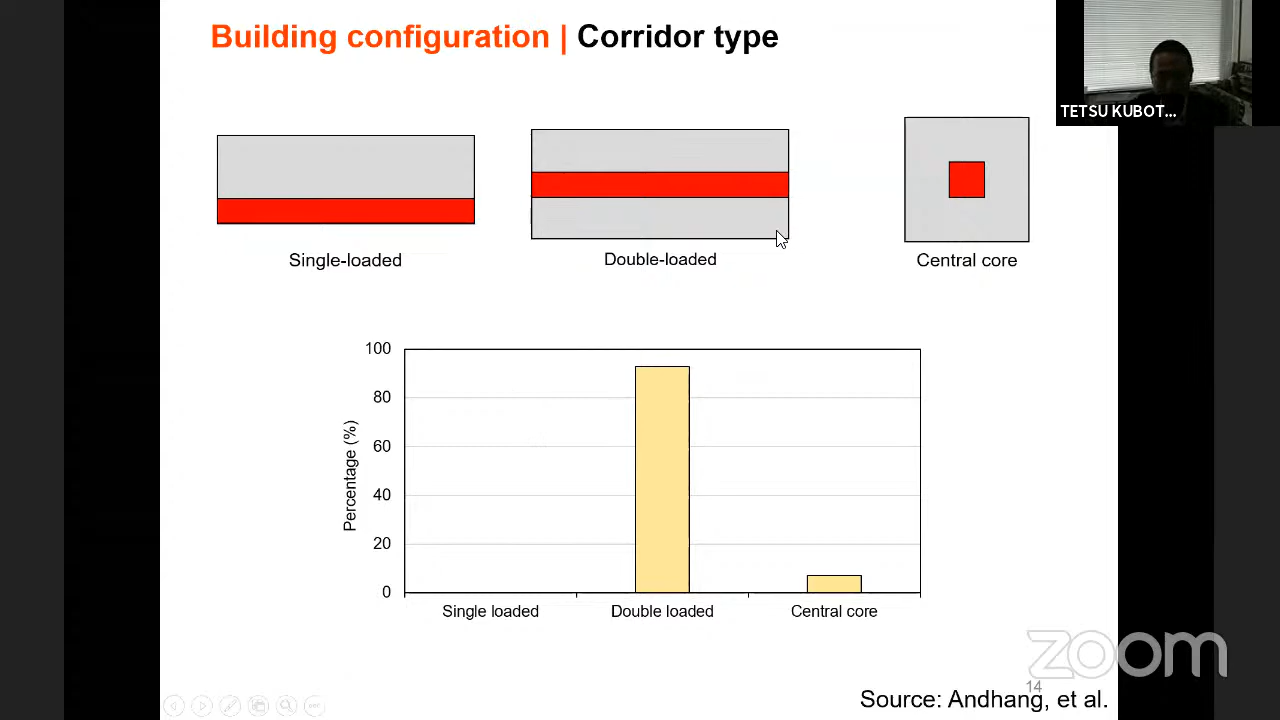 Building configuration | Corridor type
TETSU KUBOT...
Single-loaded
Double-loaded
Central core
100
80
60
40
20
0
Percentage (%)
Single loaded
Double loaded
Central core
zoom
14
Source: Andhang, et al.